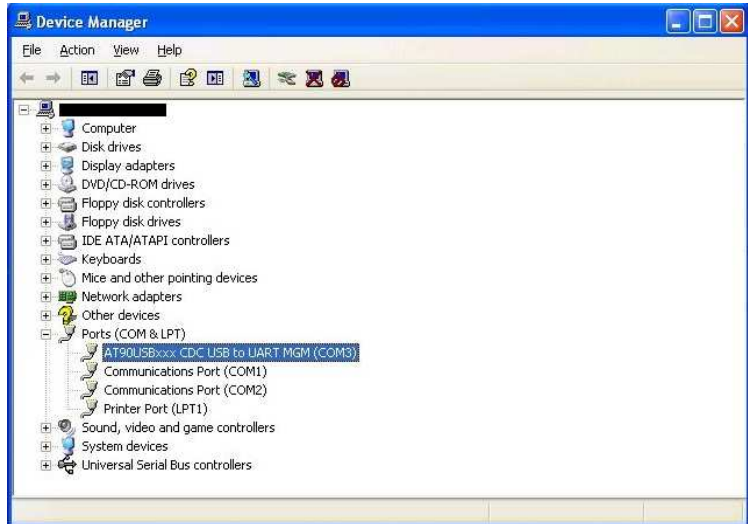 Device Manager
File Action View Help
Computer
Disk drives
Display adapters
DVD/CD-ROM drives
Floppy disk controllers
Floppy disk drives
IDE ATA/ATAPI controllers
Keyboards
Mice and other pointing devices
Network adapters
Other devices
Ports (COM & LPT)
AT90USBxxx CDC USB to UART MGM (COM3)
Communications Port (COM1)
Communications Port (COM2)
Printer Port (LPT1)
Sound, video and game controllers
System devices
Universal Serial Bus controllers